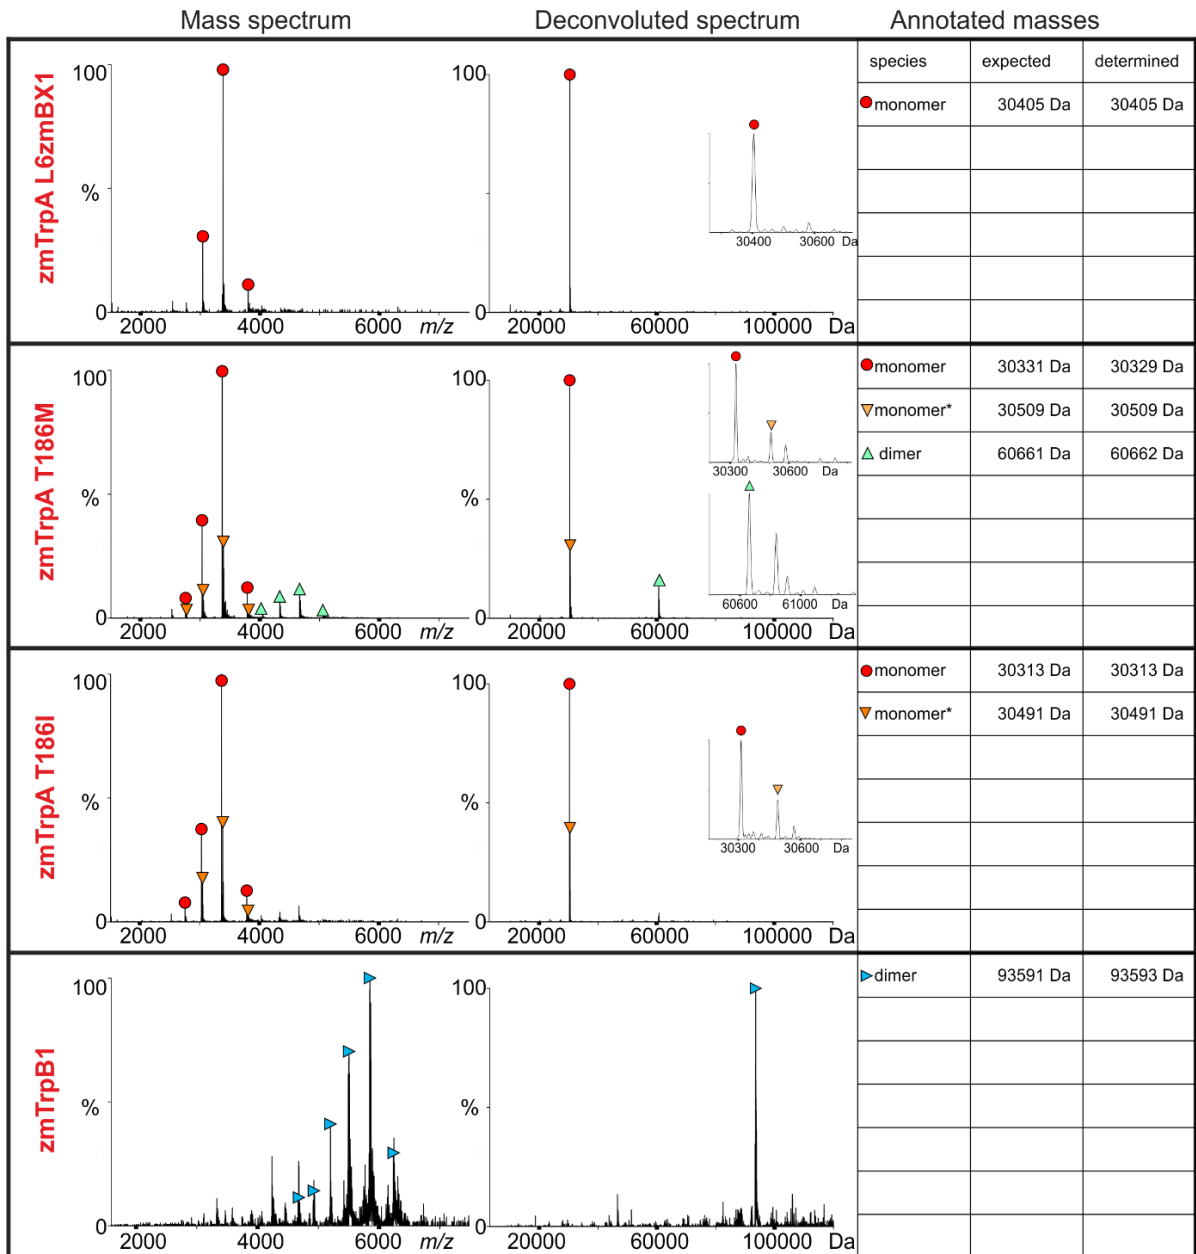 Mass spectrum Deconvoluted spectrum Annotated masses
zmTrpA L6zmBX1
100
%
0
2000 4000 6000 m/z
100
0
20000 60000 100000 Da
30400 30600 Da
species expected determined
monomer 30405 Da 30405 Da
zmTrpA T186M
100
%
0
2000 4000 6000 m/z
100
%
0
20000 60000 100000 Da
30300 30600 Da
60600 61000 Da
monomer 30331 Da 30329 Da
monomer* 30509 Da 30509 Da
dimer 60661 Da 60662 Da
zmTrpA T186I
100
%
0
2000 4000 6000 m/z
100
%
0
20000 60000 100000 Da
30300 30600 Da
monomer 30313 Da 30313 Da
monomer* 30491 Da 30491 Da
zmTrpB1
100
%
0
2000 4000 6000 m/z
100
%
0
20000 60000 100000 Da
dimer 93591 Da 93593 Da